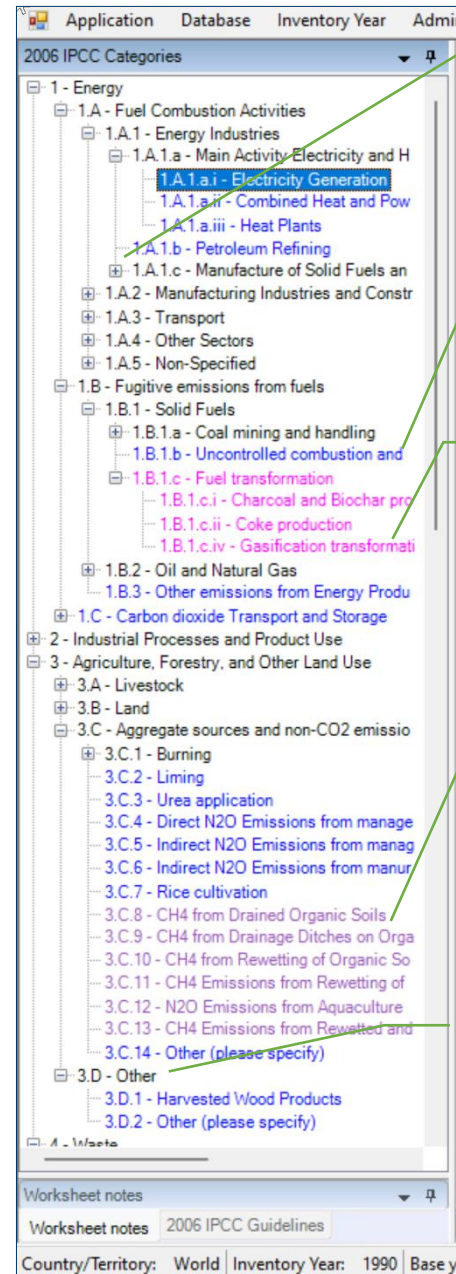 Application Database Inventory Year Admi
2006 IPCC Categories
1 - Energy
1.A - Fuel Combustion Activities
1.A.1 - Energy Industries
1.A.1.a - Main Activity Electricity and H
1.A.1.a.i - Electricity Generation
1.A.1.a.ii - Combined Heat and Pow
1.A.1.a.iii - Heat Plants
1.A.1.b - Petroleum Refining
1.A.1.c - Manufacture of Solid Fuels an
1.A.2 - Manufacturing Industries and Constr
1.A.3 - Transport
1.A.4 - Other Sectors
1.A.5 - Non-Specified
1.B - Fugitive emissions from fuels
1.B.1 - Solid Fuels
1.B.1.a - Coal mining and handling
1.B.1.b - Uncontrolled combustion and
1.B.1.c - Fuel transformation
1.B.1.c.i - Charcoal and Biochar pro
1.B.1.c.ii - Coke production
1.B.1.c.iv - Gasification transformati
1.B.2 - Oil and Natural Gas
1.B.3 - Other emissions from Energy Produ
1.C - Carbon dioxide Transport and Storage
2 - Industrial Processes and Product Use
3 - Agriculture, Forestry, and Other Land Use
3.A - Livestock
3.B - Land
3.C - Aggregate sources and non-CO2 emissio
3.C.1 - Burning
3.C.2 - Liming
3.C.3 - Urea application
3.C.4 - Direct N2O Emissions from manage
3.C.5 - Indirect N2O Emissions from manag
3.C.6 - Indirect N2O Emissions from manur
3.C.7 - Rice cultivation
3.C.8 - CH4 from Drained Organic Soils
3.C.9 - CH4 from Drainage Ditches on Orga
3.C.10 - CH4 from Rewetting of Organic So
3.C.11 - CH4 Emissions from Rewetting of
3.C.12 - N2O Emissions from Aquaculture
3.C.13 - CH4 Emissions from Rewetted and
3.C.14 - Other (please specify)
3.D - Other
3.D.1 - Harvested Wood Products
3.D.2 - Other (please specify)
4 - Waste
Worksheet notes
Worksheet notes 2006 IPCC Guidelines
Country/Territory: World Inventory Year: 1990 Base y